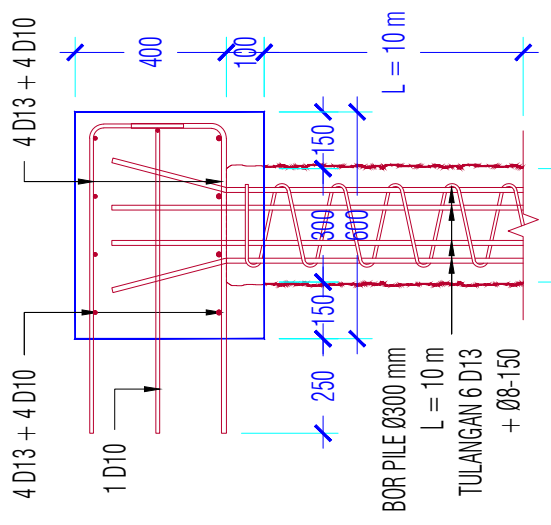 4 D13 + 4 D10
4 D13 + 4 D10
1 D10
400
100
L = 10 m
150
300
600
150
250
BOR PILE Ø300 mm
L = 10 m
TULANGAN 6 D13
+ Ø8-150